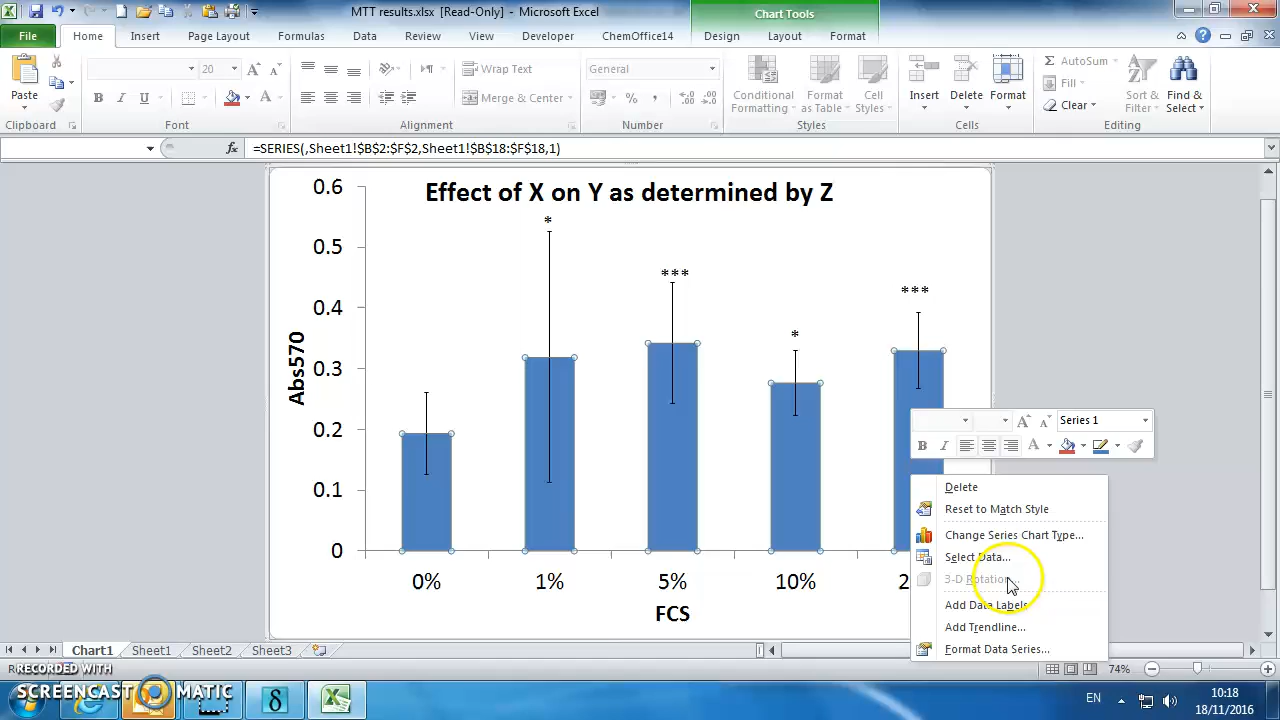 MTT results.xlsx [Read-Only] - Microsoft Excel
Chart Tools
File Home Insert Page Layout Formulas Data Review View Developer ChemOffice14 Design Layout Format
Paste
20
Wrap Text
General
Merge & Center
Conditional Formatting
Format as Table
Cell Styles
Insert Delete Format
AutoSum
Fill
Clear
Sort & Filter
Find & Select
Clipboard Font Alignment Number Styles Cells Editing
fx =SERIES(,Sheet1!$B$2:$F$2,Sheet1!$B$18:$F$18,1)
Effect of X on Y as determined by Z
0.6
0.5
0.4
0.3
0.2
0.1
0
Abs570
* *** * ***
0% 1% 5% 10%
FCS
Series 1
Delete
Reset to Match Style
Change Series Chart Type...
Select Data...
3-D Rotation...
Add Data Labels
Add Trendline...
Format Data Series...
Chart1 Sheet1 Sheet2 Sheet3
74%
RECORDED WITH
SCREENCAST MATIC
EN
10:18
18/11/2016